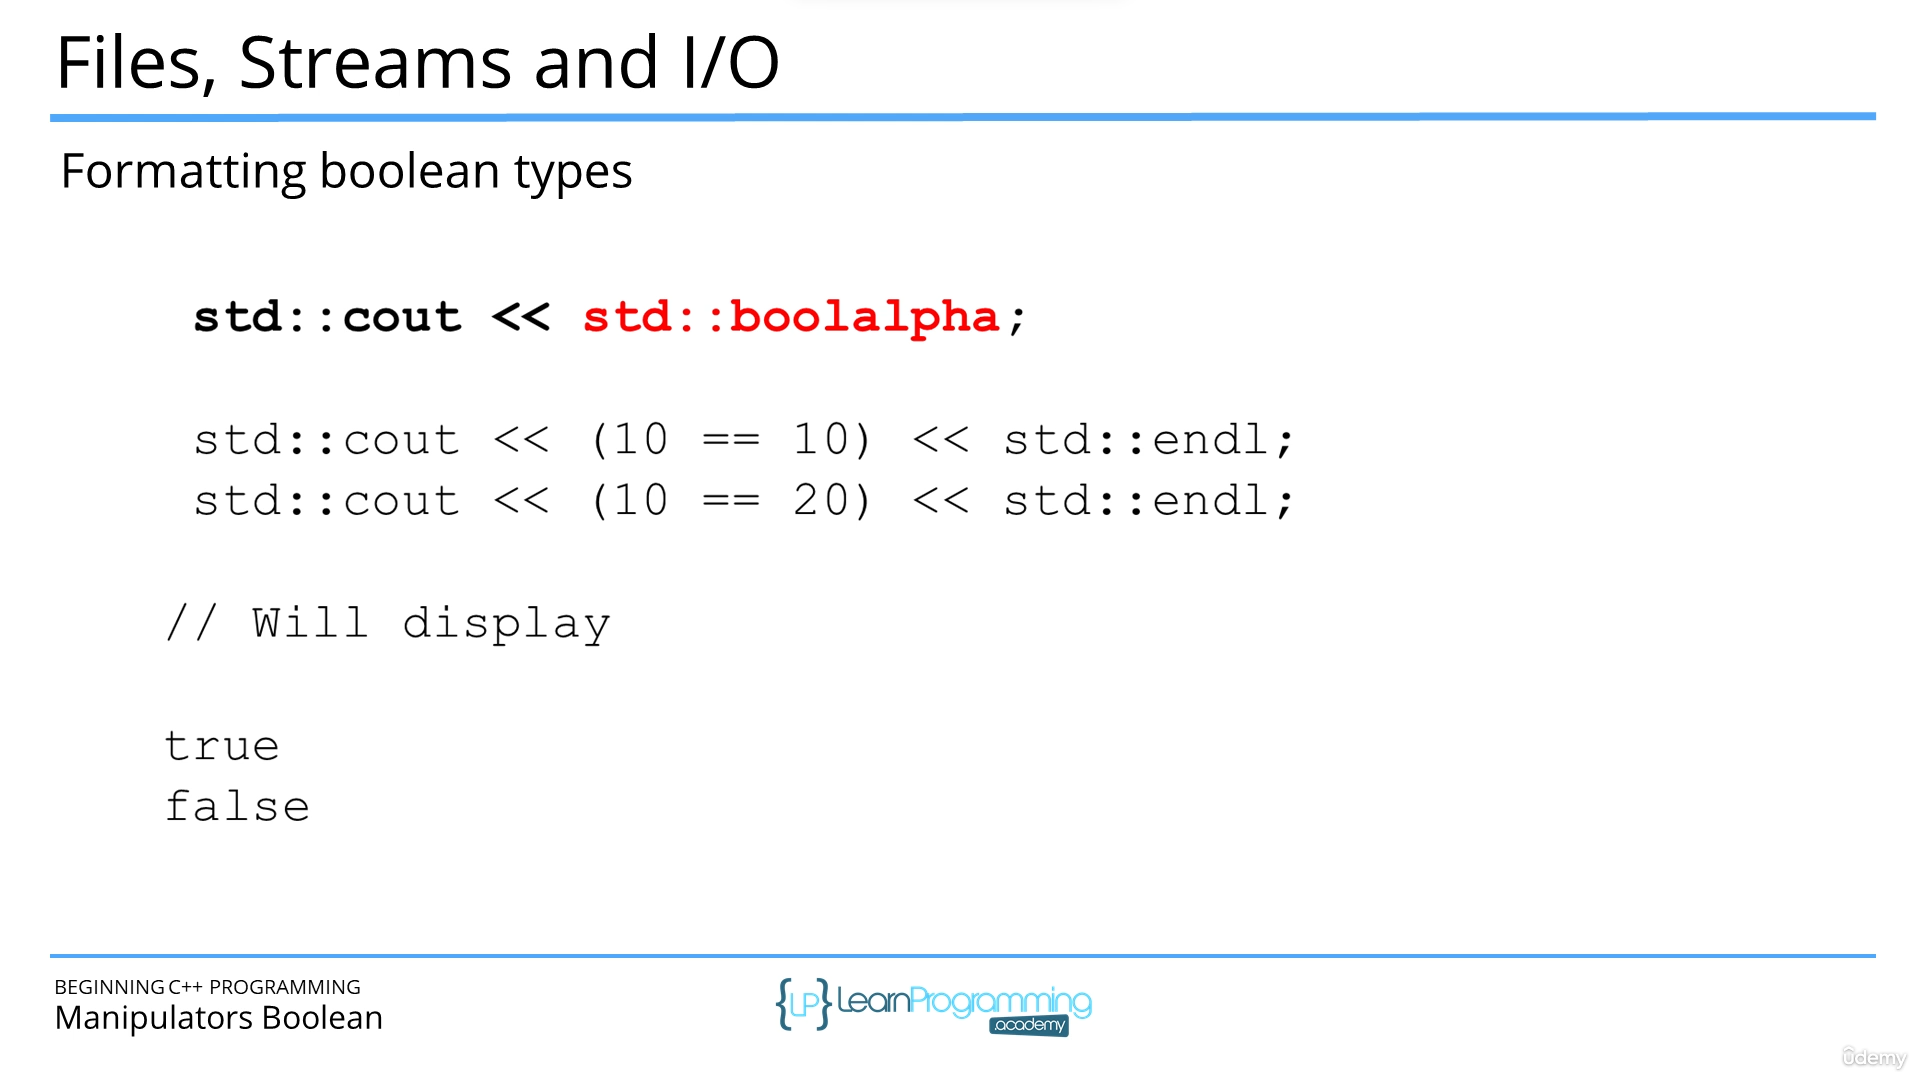 Files, Streams and I/O
Formatting boolean types
std::cout << std::boolalpha;
std::cout << (10 == 10) << std::endl;
std::cout << (10 == 20) << std::endl;
// Will display
true
false
BEGINNING C++ PROGRAMMING
Manipulators Boolean
{LP} LearnProgramming
academy
ûdemy